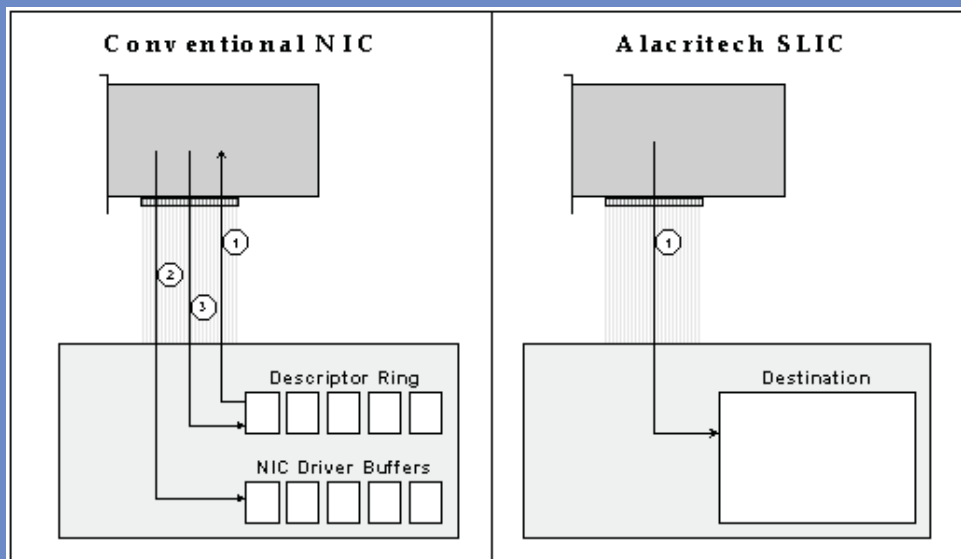 Conventional NIC
1
2
3
Descriptor Ring
NIC Driver Buffers
Alacritech SLIC
1
Destination